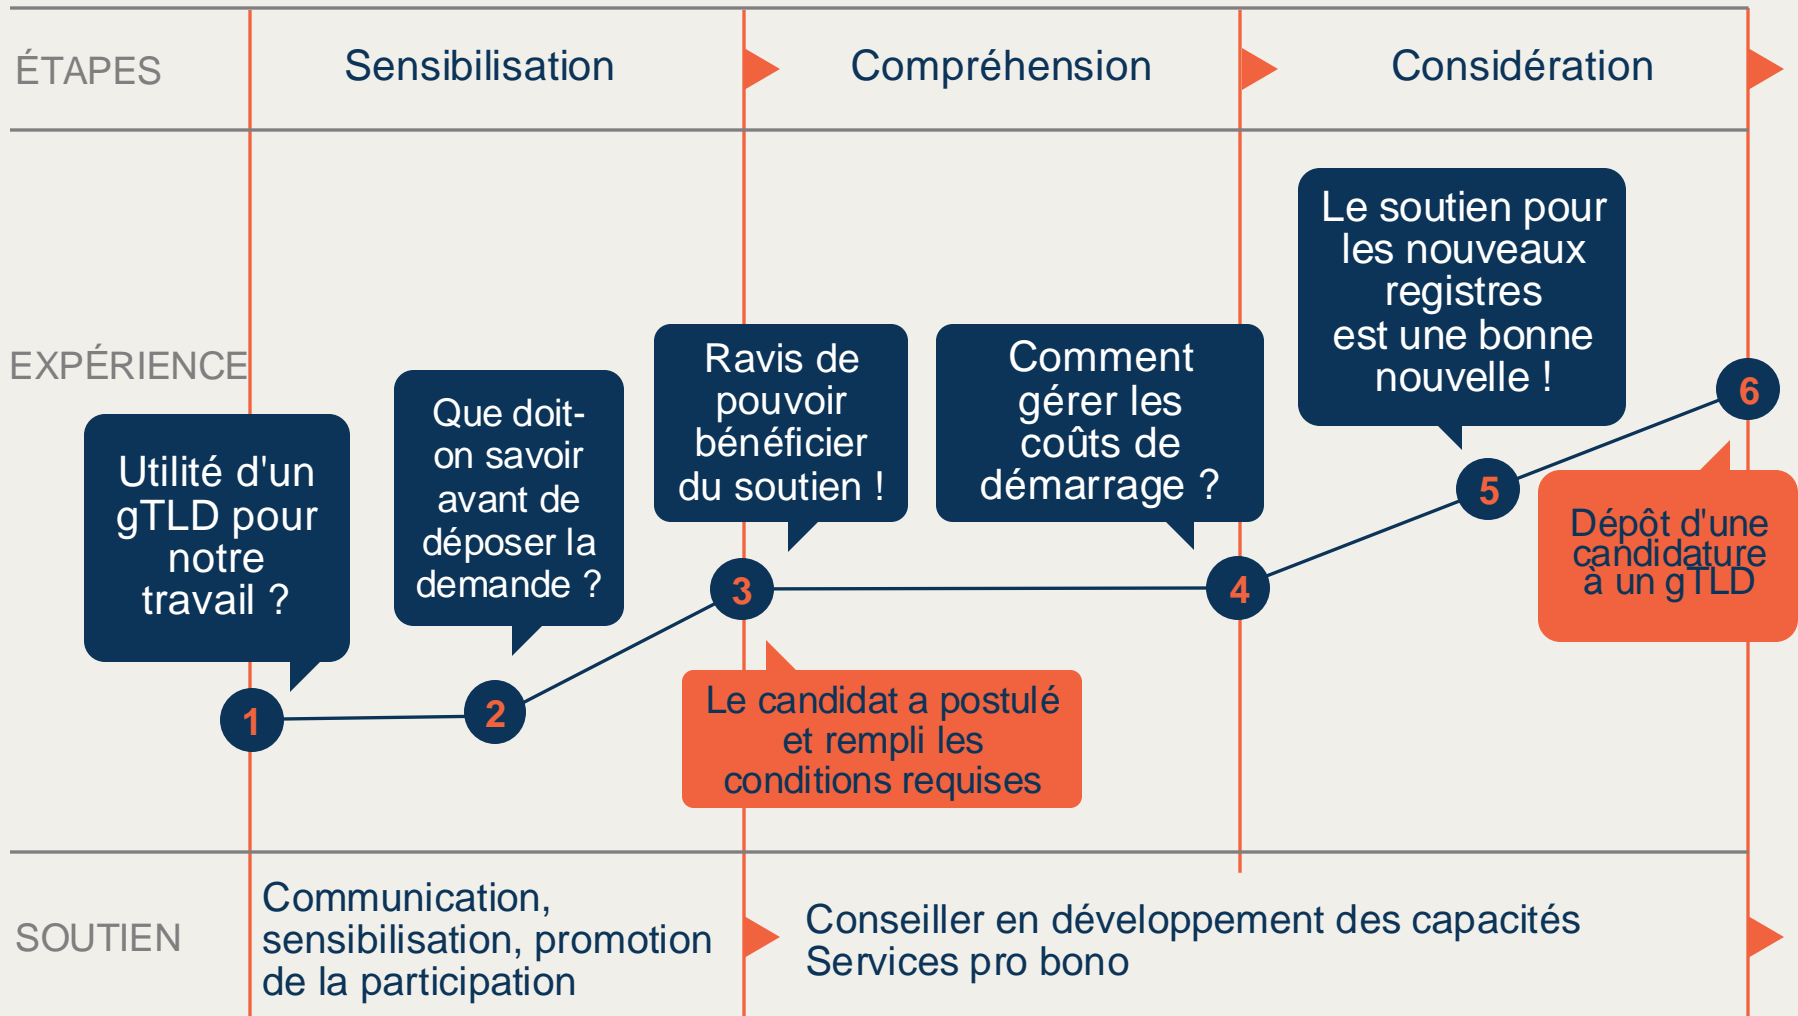 ÉTAPES
Sensibilisation
Compréhension
Considération
EXPÉRIENCE
Utilité d'un
gTLD pour
notre
travail ?
1
Que doit-
on savoir
avant de
déposer la
demande ?
2
Ravis de
pouvoir
bénéficier
du soutien !
3
Le candidat a postulé
et rempli les
conditions requises
Comment
gérer les
coûts de
démarrage ?
4
Le soutien pour
les nouveaux
registres
est une bonne
nouvelle !
5
6
Dépôt d'une
candidature
à un gTLD
SOUTIEN
Communication,
sensibilisation, promotion
de la participation
Conseiller en développement des capacités
Services pro bono